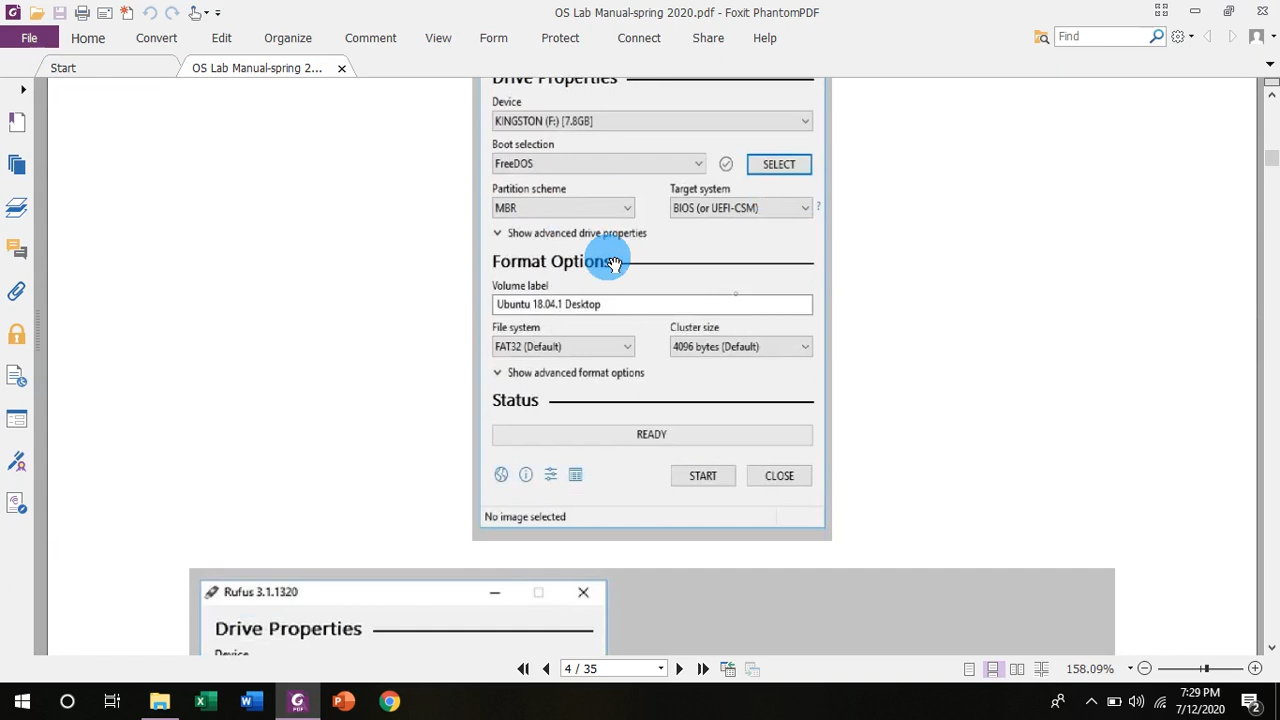 OS Lab Manual-spring 2020.pdf - Foxit PhantomPDF
File Home Convert Edit Organize Comment View Form Protect Connect Share Help Find
Start OS Lab Manual-spring 2...
Drive Properties
Device
KINGSTON (F:) [7.8GB]
Boot selection
FreeDOS SELECT
Partition scheme Target system
MBR BIOS (or UEFI-CSM) ?
Show advanced drive properties
Format Options
Volume label
Ubuntu 18.04.1 Desktop
File system Cluster size
FAT32 (Default) 4096 bytes (Default)
Show advanced format options
Status
READY
START CLOSE
No image selected
Rufus 3.1.1320
Drive Properties
Device
4 / 35 158.09%
7:29 PM
7/12/2020 2